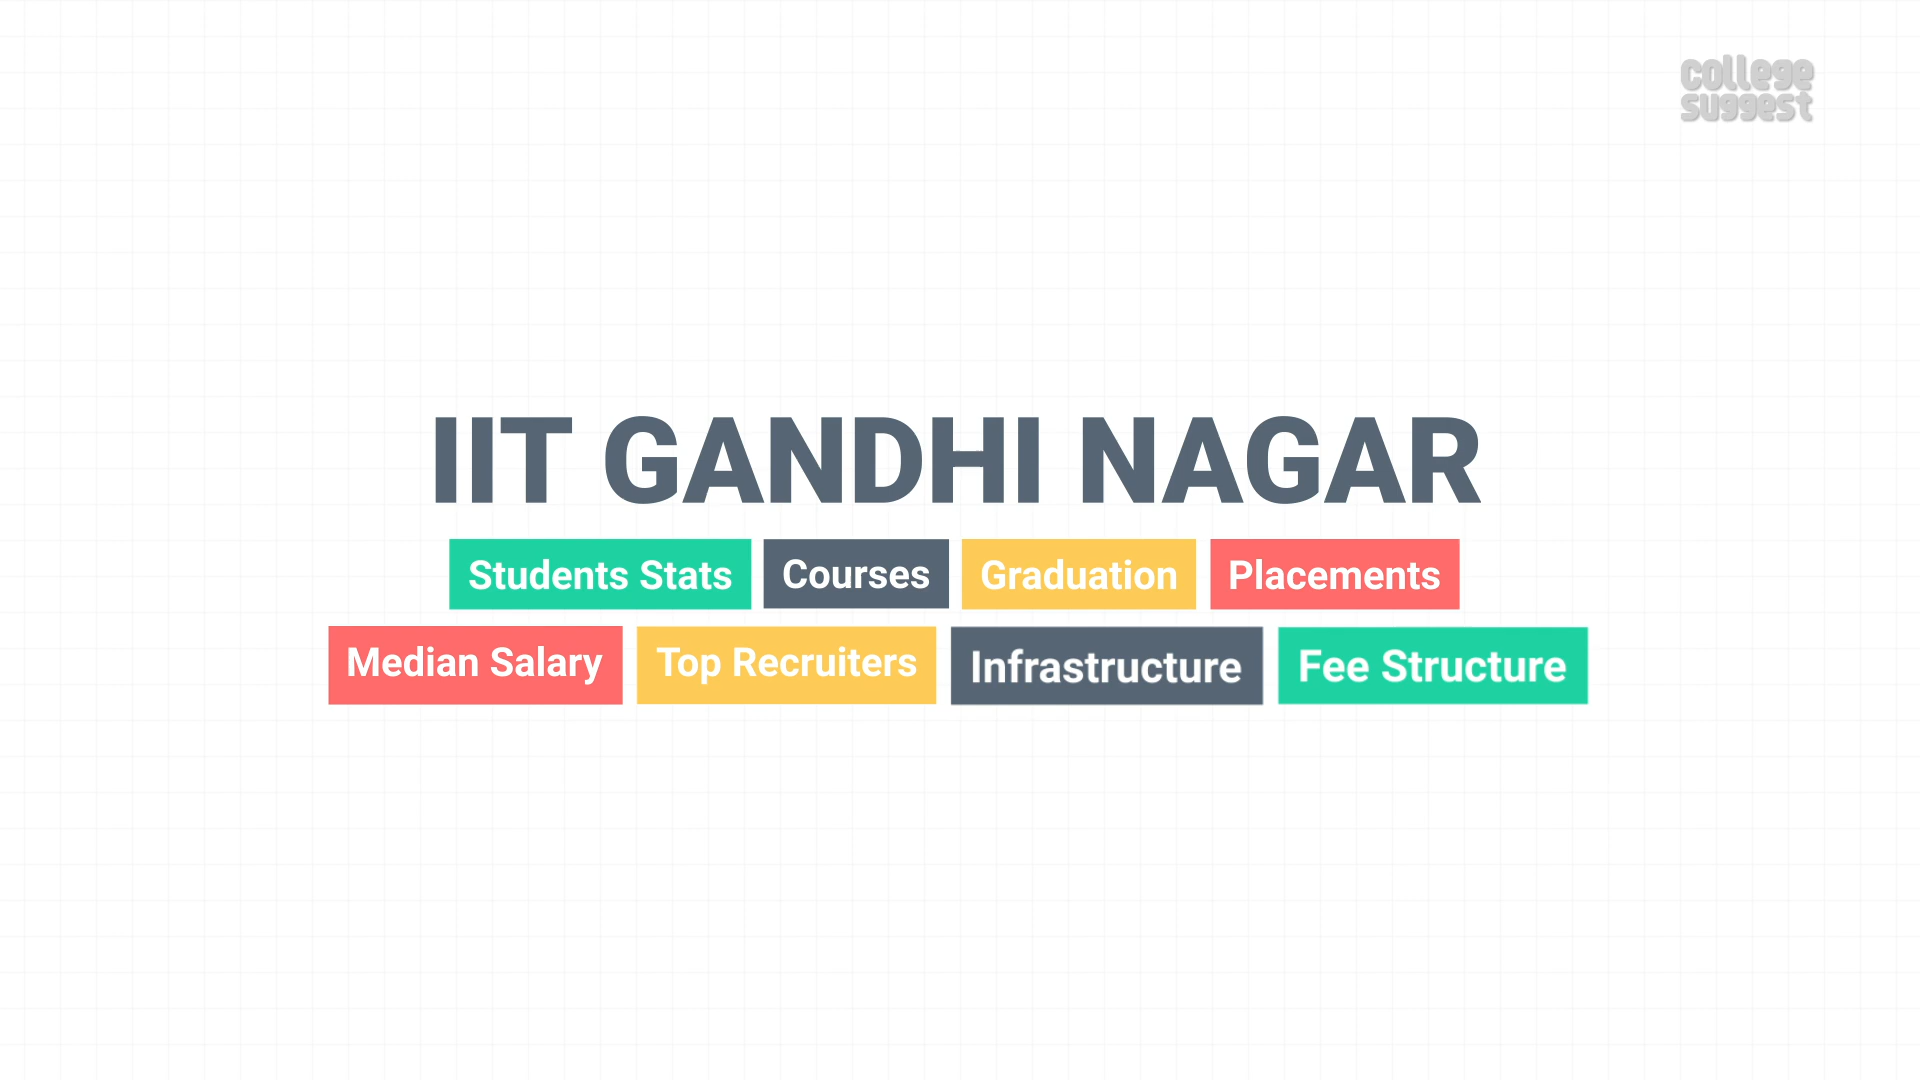 college
suggest
IIT GANDHI NAGAR
Students Stats Courses Graduation Placements
Median Salary Top Recruiters Infrastructure Fee Structure